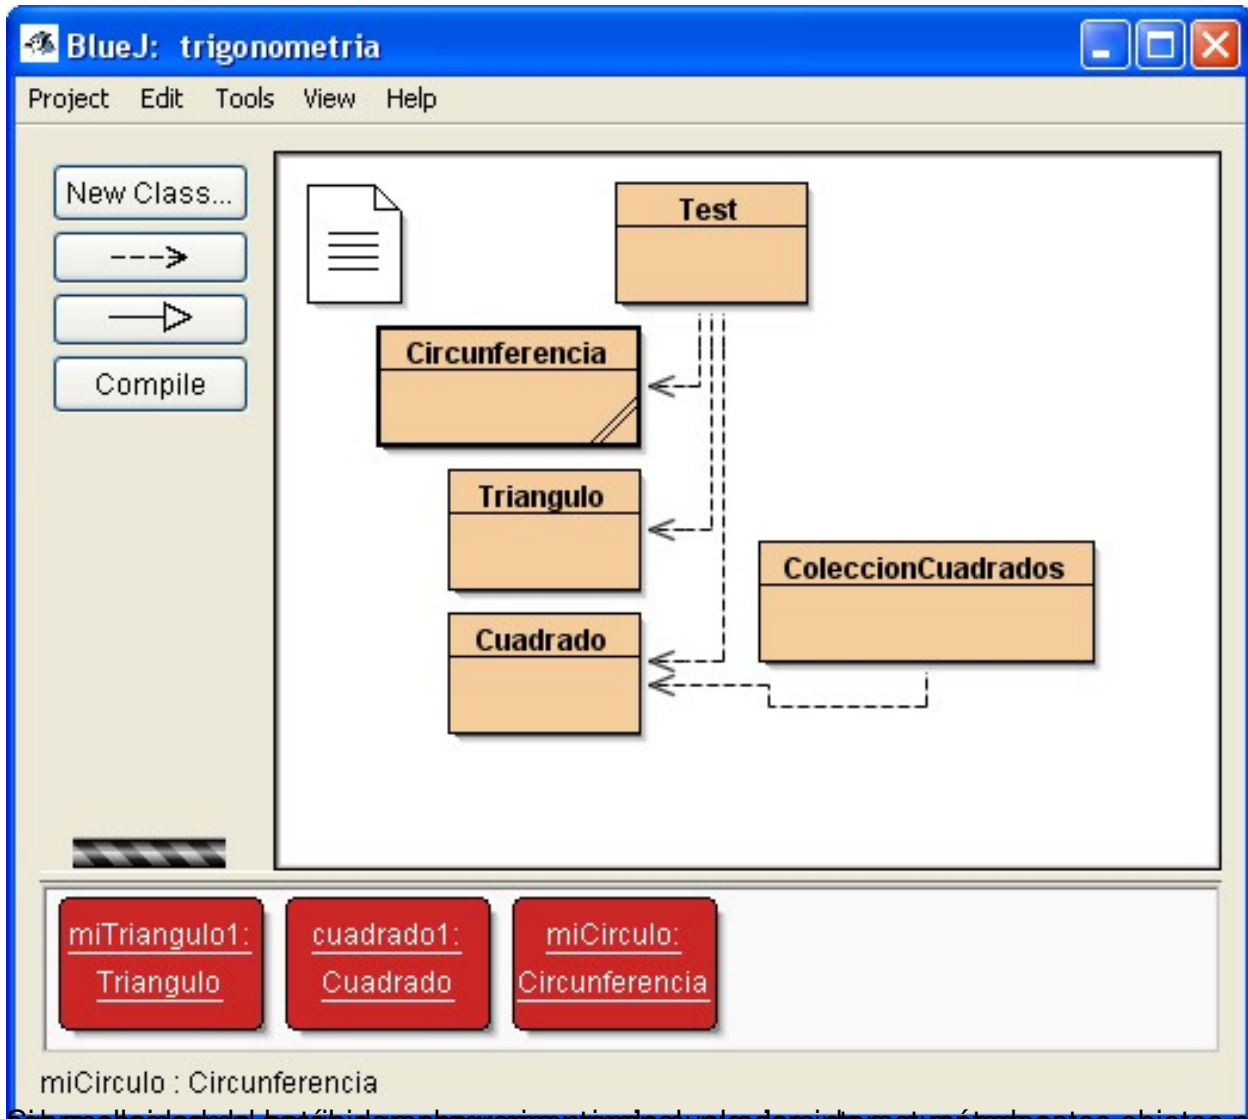 BlueJ: trigonometria
Project Edit Tools View Help
New Class...
Compile
Test
Circunferencia
Triangulo
ColeccionCuadrados
Cuadrado
miTriangulo1:
Triangulo
cuadrado1:
Cuadrado
miCirculo:
Circunferencia
miCirculo : Circunferencia